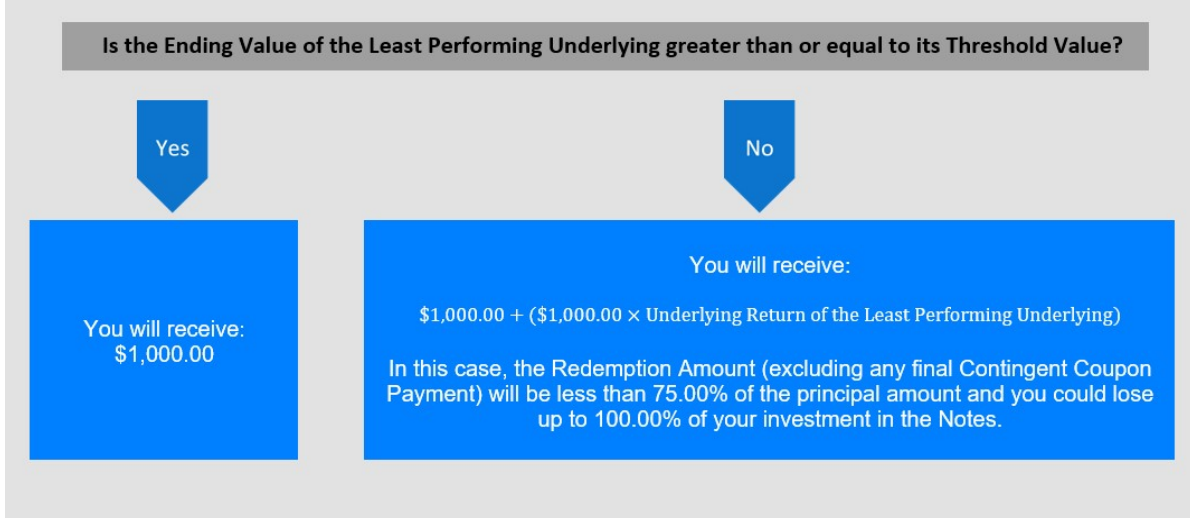 Is the Ending Value of the Least Performing Underlying greater than or equal to its Threshold Value?
Yes
No
You will receive:
$1,000.00
You will receive:
$1,000.00 + ($1,000.00 × Underlying Return of the Least Performing Underlying)
In this case, the Redemption Amount (excluding any final Contingent Coupon
Payment) will be less than 75.00% of the principal amount and you could lose
up to 100.00% of your investment in the Notes.